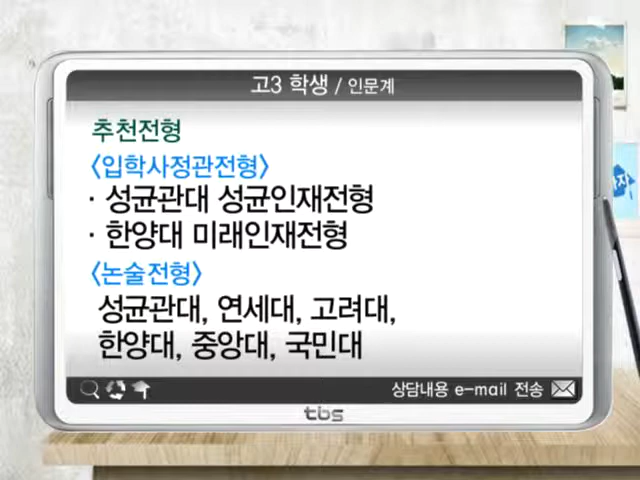 고3 학생 / 인문계
추천전형
<입학사정관전형>
· 성균관대 성균인재전형
· 한양대 미래인재전형
<논술전형>
성균관대, 연세대, 고려대,
한양대, 중앙대, 국민대
상담내용 e-mail 전송
tbs